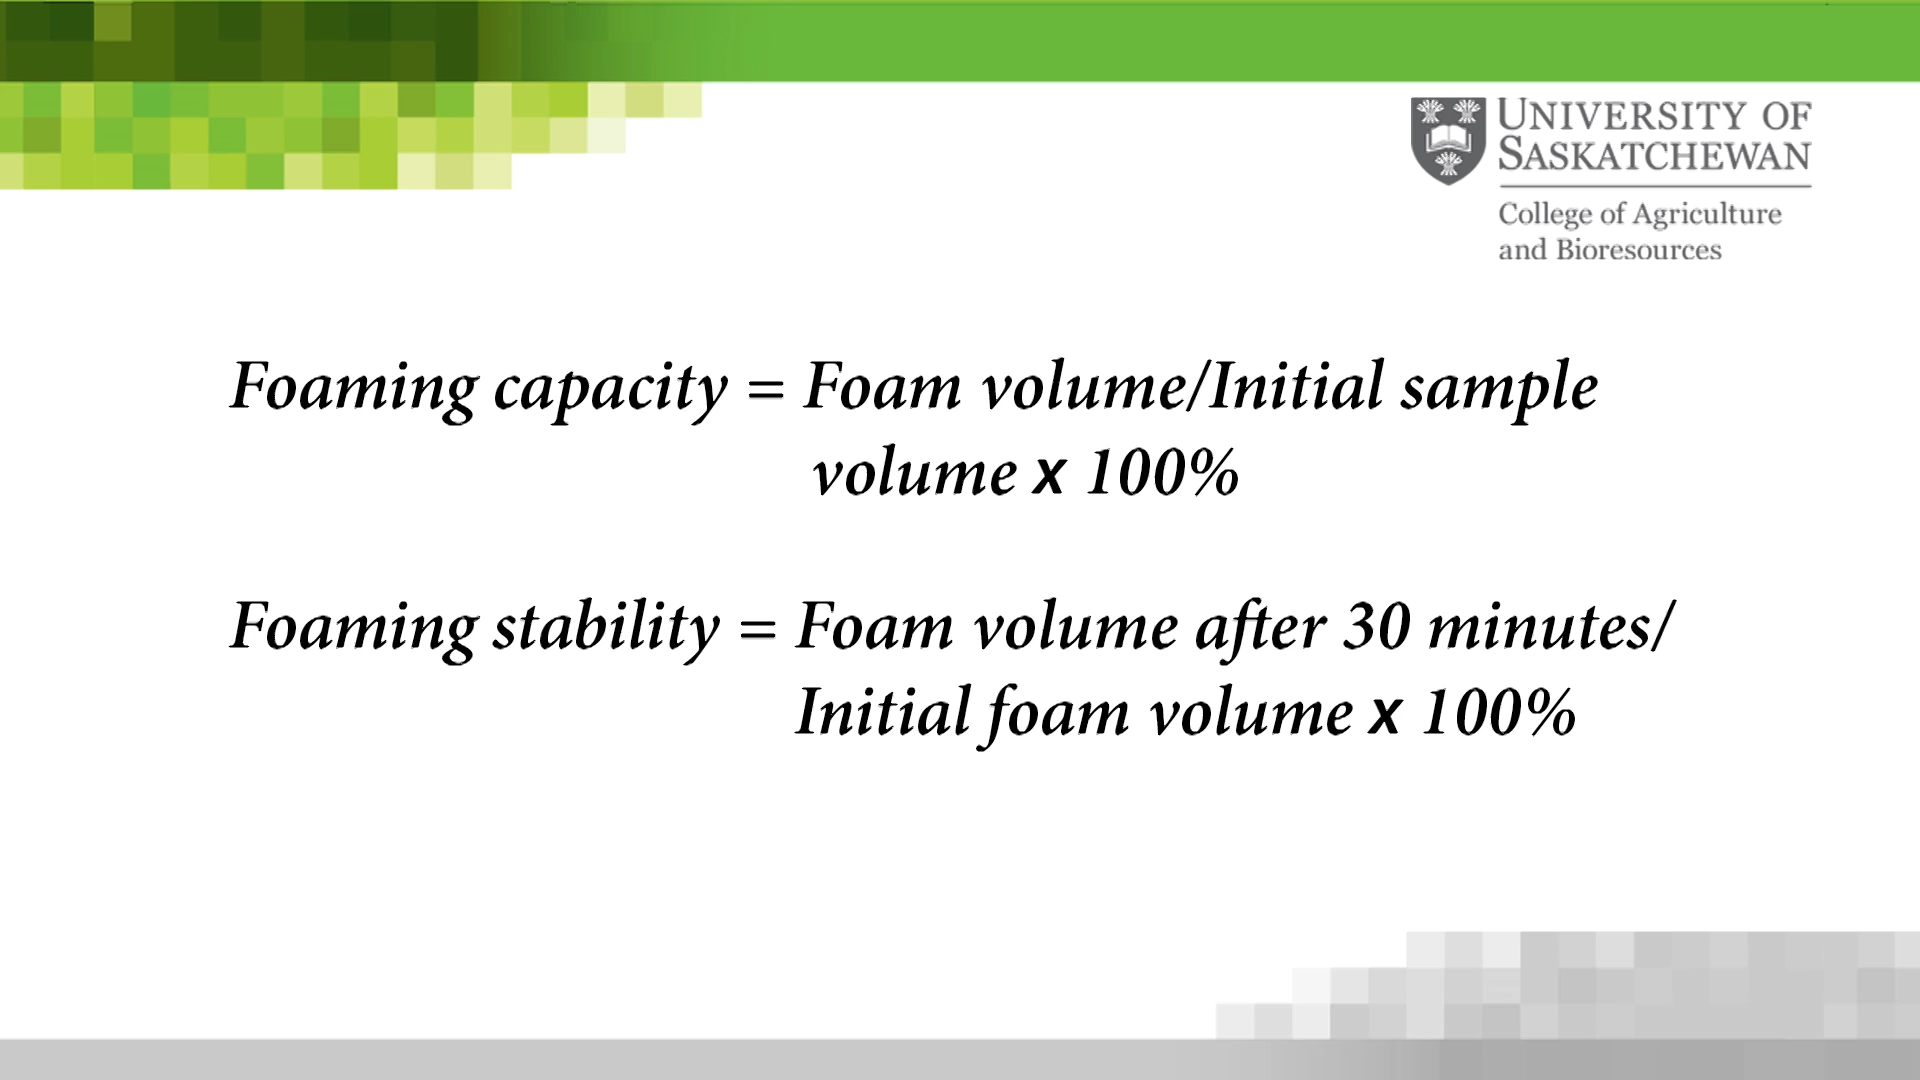 UNIVERSITY OF
SASKATCHEWAN
College of Agriculture
and Bioresources
Foaming capacity = Foam volume/Initial sample
volume x 100%
Foaming stability = Foam volume after 30 minutes/
Initial foam volume x 100%